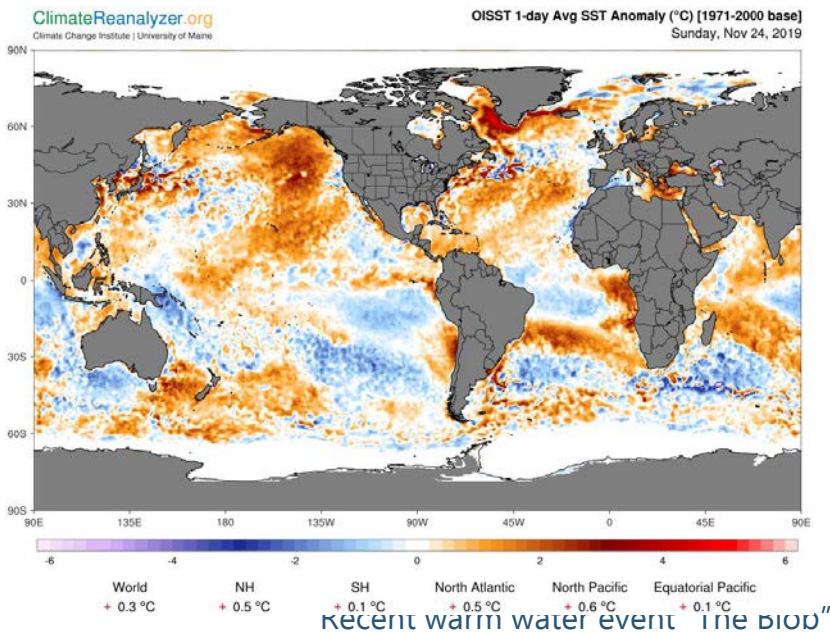 ClimateReanalyzer.org
Climate Change Institute | University of Maine
OISST 1-day Avg SST Anomaly (°C) [1971-2000 base]
Sunday, Nov 24, 2019
90N
60N
30N
0
30S
60S
90S
90E 135E 180 135W 90W 45W 0 45E 90E
-6 -4 -2 0 2 4 6
World NH SH North Atlantic North Pacific Equatorial Pacific
+ 0.3 °C + 0.5 °C + 0.1 °C + 0.5 °C + 0.6 °C + 0.1 °C
Recent warm water event "The Blob"